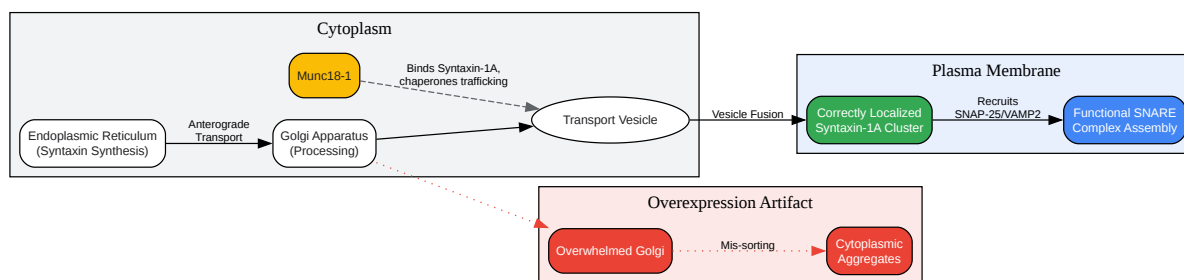 Cytoplasm
Munc18-1
Binds Syntaxin-1A,
chaperones trafficking
Endoplasmic Reticulum
(Syntaxin Synthesis)
Anterograde
Transport
Golgi Apparatus
(Processing)
Transport Vesicle
Vesicle Fusion
Plasma Membrane
Correctly Localized
Syntaxin-1A Cluster
Recruits
SNAP-25/VAMP2
Functional SNARE
Complex Assembly
Overexpression Artifact
Overwhelmed Golgi
Mis-sorting
Cytoplasmic
Aggregates